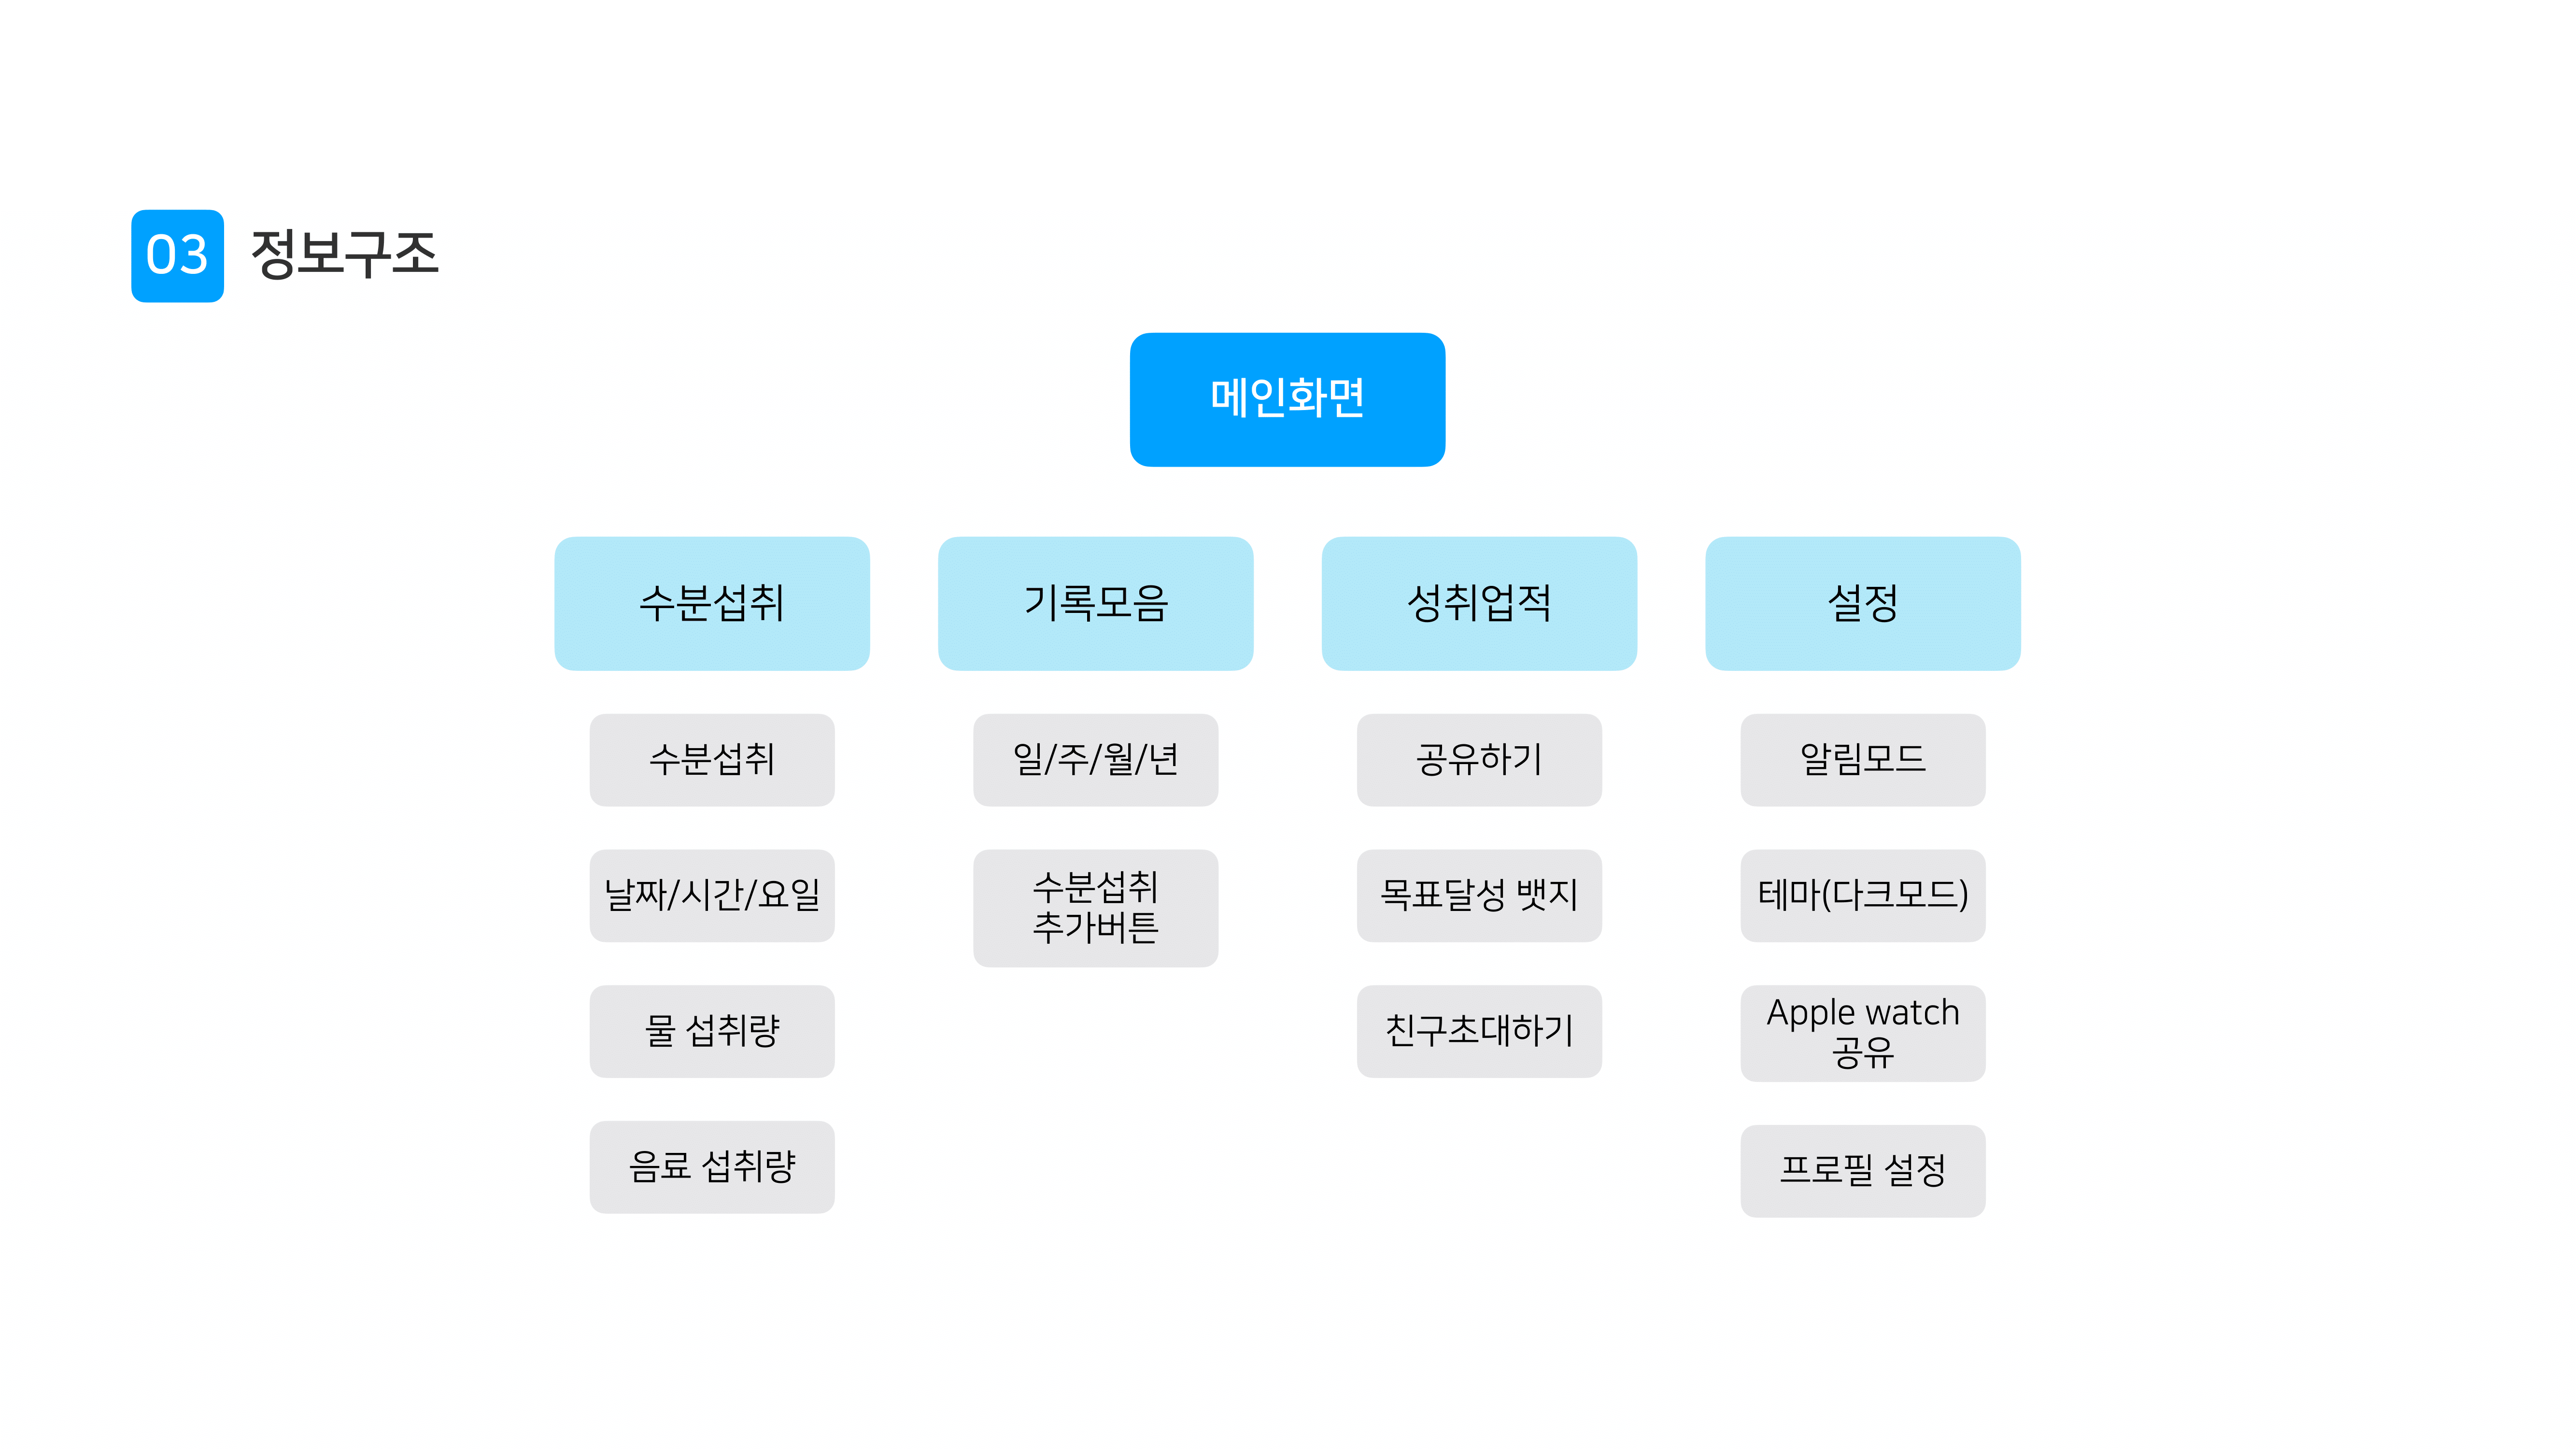 03 정보구조
메인화면
수분섭취
기록모음
성취업적
설정
수분섭취
날짜/시간/요일
물 섭취량
음료 섭취량
일/주/월/년
수분섭취
추가버튼
공유하기
목표달성 뱃지
친구초대하기
알림모드
테마(다크모드)
Apple watch
공유
프로필 설정